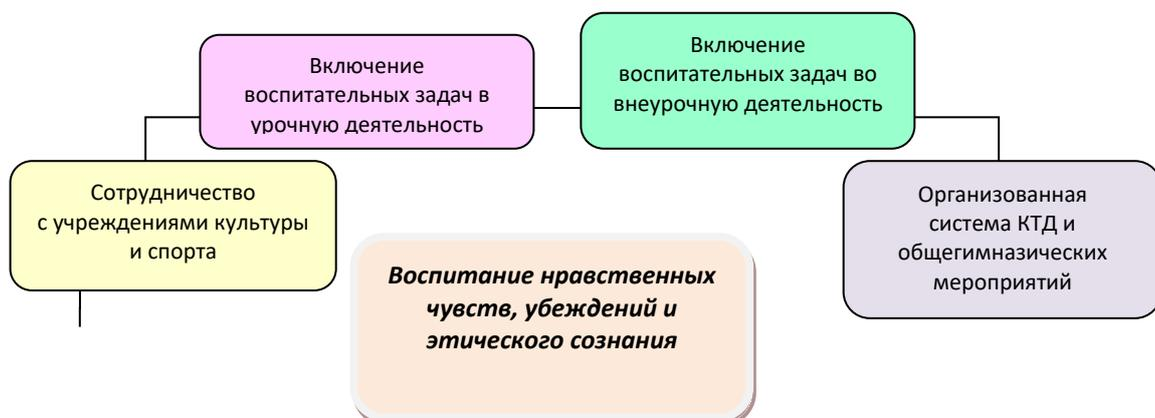 Включение
воспитательных задач в
урочную деятельность
Включение
воспитательных задач во
внеурочную деятельность
Сотрудничество
с учреждениями культуры
и спорта
Организованная
система КТД и
общегимназических
мероприятий
Воспитание нравственных
чувств, убеждений и
этического сознания